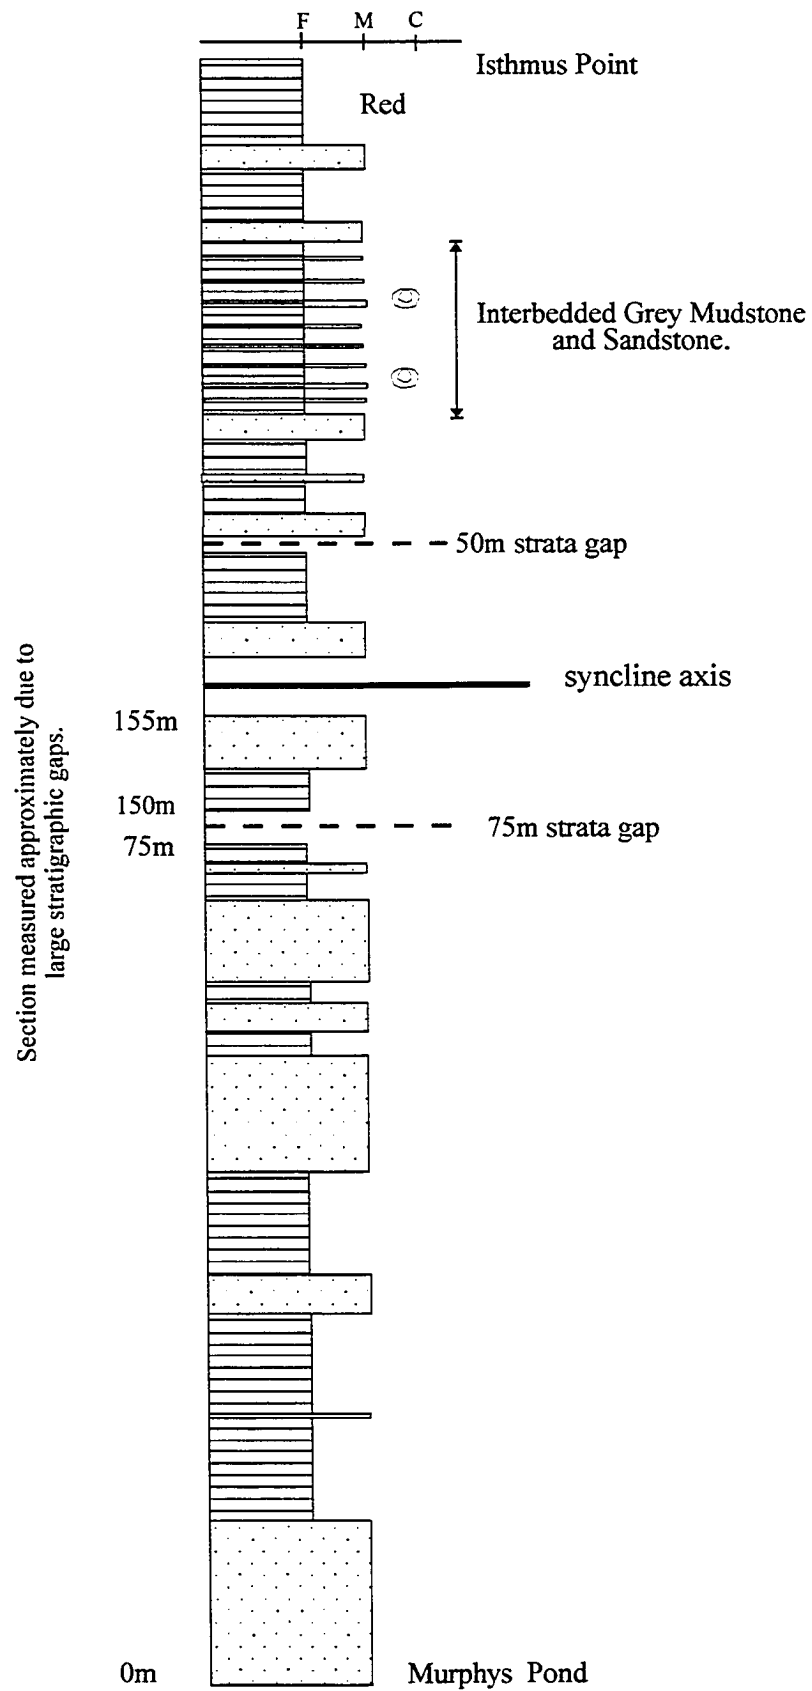 F M C
Isthmus Point
Red
Interbedded Grey Mudstone
and Sandstone.
50m strata gap
syncline axis
155m
150m
75m strata gap
75m
Section measured approximately due to
large stratigraphic gaps.
0m
Murphys Pond